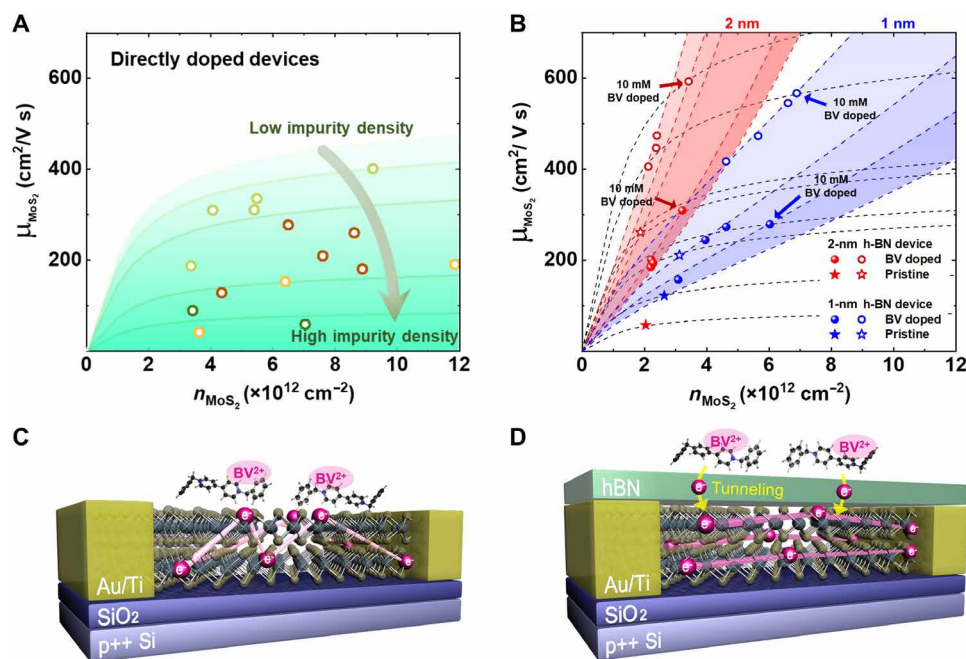 A
Directly doped devices
Low impurity density
High impurity density
600
400
200
0
2
4
6
8
10
12
μMoS₂ (cm²/V s)
nMoS₂ (×10¹² cm⁻²)
B
2 nm
1 nm
10 mM
BV doped
10 mM
BV doped
10 mM
BV doped
10 mM
BV doped
2-nm h-BN device
BV doped
Pristine
1-nm h-BN device
BV doped
Pristine
600
400
200
0
2
4
6
8
10
12
μMoS₂ (cm²/ V s)
nMoS₂ (×10¹² cm⁻²)
C
BV²⁺
BV²⁺
e
e
e
e
e
Au/Ti
SiO₂
p++ Si
D
BV²⁺
BV²⁺
hBN
e
Tunneling
e
e
e
e
e
e
Au/Ti
SiO₂
p++ Si